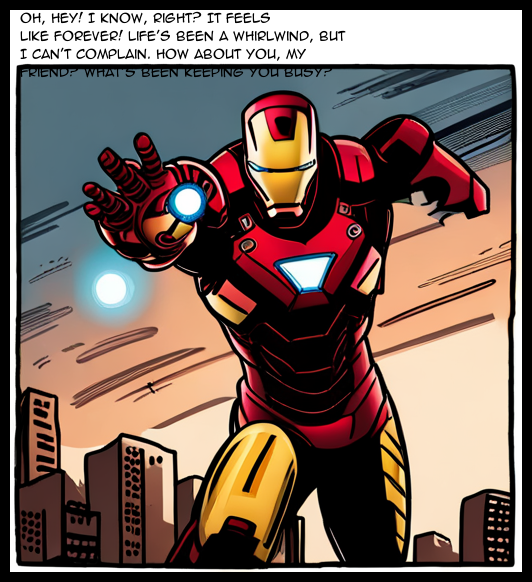 OH, HEY! I KNOW, RIGHT? IT FEELS
LIKE FOREVER! LIFE'S BEEN A WHIRLWIND, BUT
I CAN'T COMPLAIN. HOW ABOUT YOU, MY
FRIEND? WHAT'S BEEN KEEPING YOU BUSY?